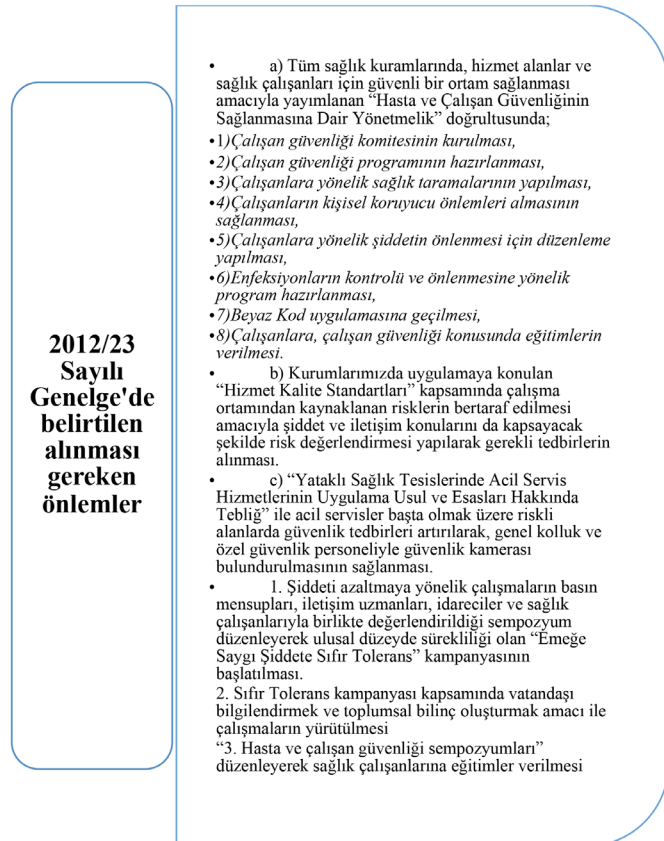 2012/23
Sayılı
Genelge'de
belirtilen
alınması
gereken
önlemler
• a) Tüm sağlık kuramlarında, hizmet alanlar ve
sağlık çalışanları için güvenli bir ortam sağlanması
amacıyla yayımlanan “Hasta ve Çalışan Güvenliğinin
Sağlanmasına Dair Yönetmelik” doğrultusunda;
•1)Çalışan güvenliği komitesinin kurulması,
•2)Çalışan güvenliği programının hazırlanması,
•3)Çalışanlara yönelik sağlık taramalarının yapılması,
•4)Çalışanların kişisel koruyucu önlemleri almasının
sağlanması,
•5)Çalışanlara yönelik şiddetin önlenmesi için düzenleme
yapılması,
•6)Enfeksiyonların kontrolü ve önlenmesine yönelik
program hazırlanması,
•7)Beyaz Kod uygulamasına geçilmesi,
•8)Çalışanlara, çalışan güvenliği konusunda eğitimlerin
verilmesi.
• b) Kurumlarımızda uygulamaya konulan
“Hizmet Kalite Standartları” kapsamında çalışma
ortamından kaynaklanan risklerin bertaraf edilmesi
amacıyla şiddet ve iletişim konularını da kapsayacak
şekilde risk değerlendirmesi yapılarak gerekli tedbirlerin
alınması.
• c) “Yataklı Sağlık Tesislerinde Acil Servis
Hizmetlerinin Uygulama Usul ve Esasları Hakkında
Tebliğ” ile acil servisler başta olmak üzere riskli
alanlarda güvenlik tedbirleri artırılarak, genel kolluk ve
özel güvenlik personeliyle güvenlik kamerası
bulundurulmasının sağlanması.
• 1. Şiddeti azaltmaya yönelik çalışmaların basın
mensupları, iletişim uzmanları, idareciler ve sağlık
çalışanlarıyla birlikte değerlendirildiği sempozyum
düzenleyerek ulusal düzeyde sürekliliği olan “Emeğe
Saygı Şiddete Sıfır Tolerans” kampanyasının
başlatılması.
2. Sıfır Tolerans kampanyası kapsamında vatandaşı
bilgilendirmek ve toplumsal bilinç oluşturmak amacı ile
çalışmaların yürütülmesi
“3. Hasta ve çalışan güvenliği sempozyumları”
düzenleyerek sağlık çalışanlarına eğitimler verilmesi